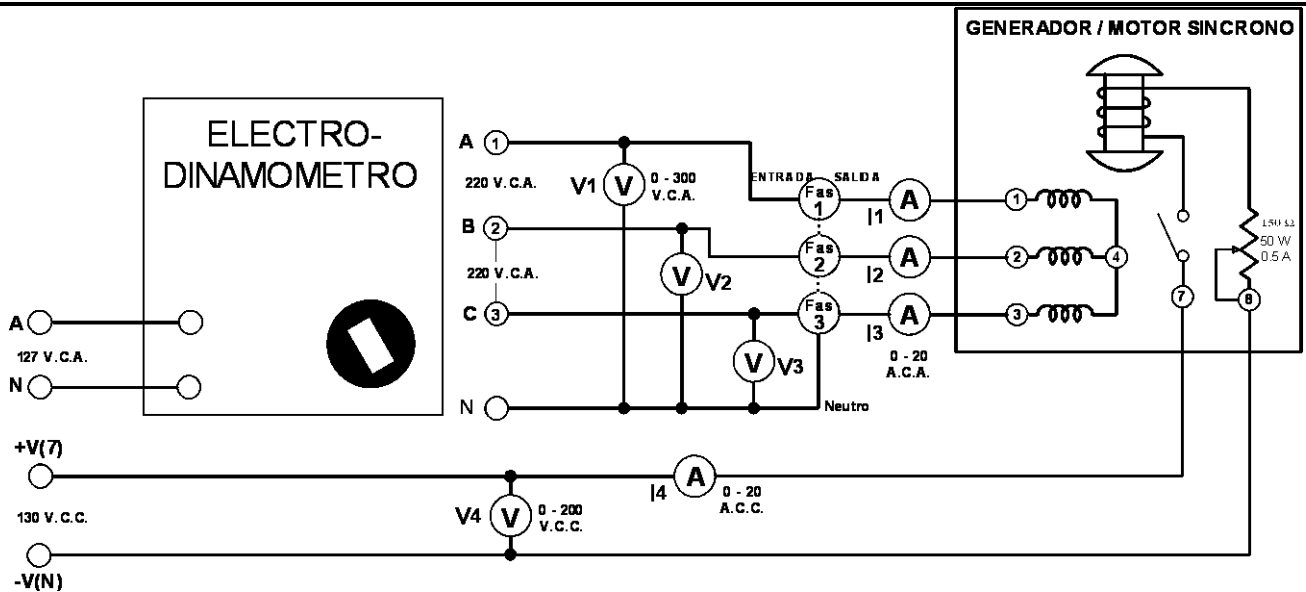 GENERADOR / MOTOR SINCRONO
ELECTRO-
DINAMOMETRO
A 1
220 V.C.A.
V1 V 0 - 300
V.C.A.
ENTRADA SALIDA
Fas
1
I1 A
1
B 2
220 V.C.A.
V V2
Fas
2
I2 A
2
4
C 3
V V3
Fas
3
I3 A
0 - 20
A.C.A.
3
150 Ω
50 W
0.5 A
7
8
A
127 V.C.A.
N
N
Neutro
+V(7)
130 V.C.C.
-V(N)
V4 V 0 - 200
V.C.C.
I4 A 0 - 20
A.C.C.